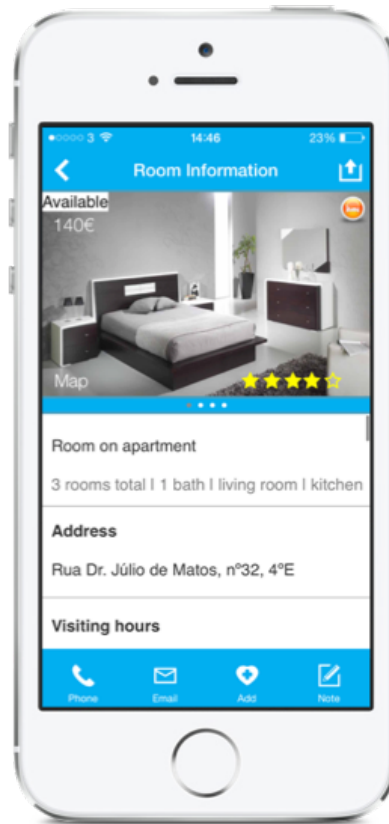 3 14:46 23%
Room Information
Available
140€
Map
Room on apartment
3 rooms total I 1 bath I living room I kitchen
Address
Rua Dr. Júlio de Matos, nº32, 4ºE
Visiting hours
Phone Email Add Note